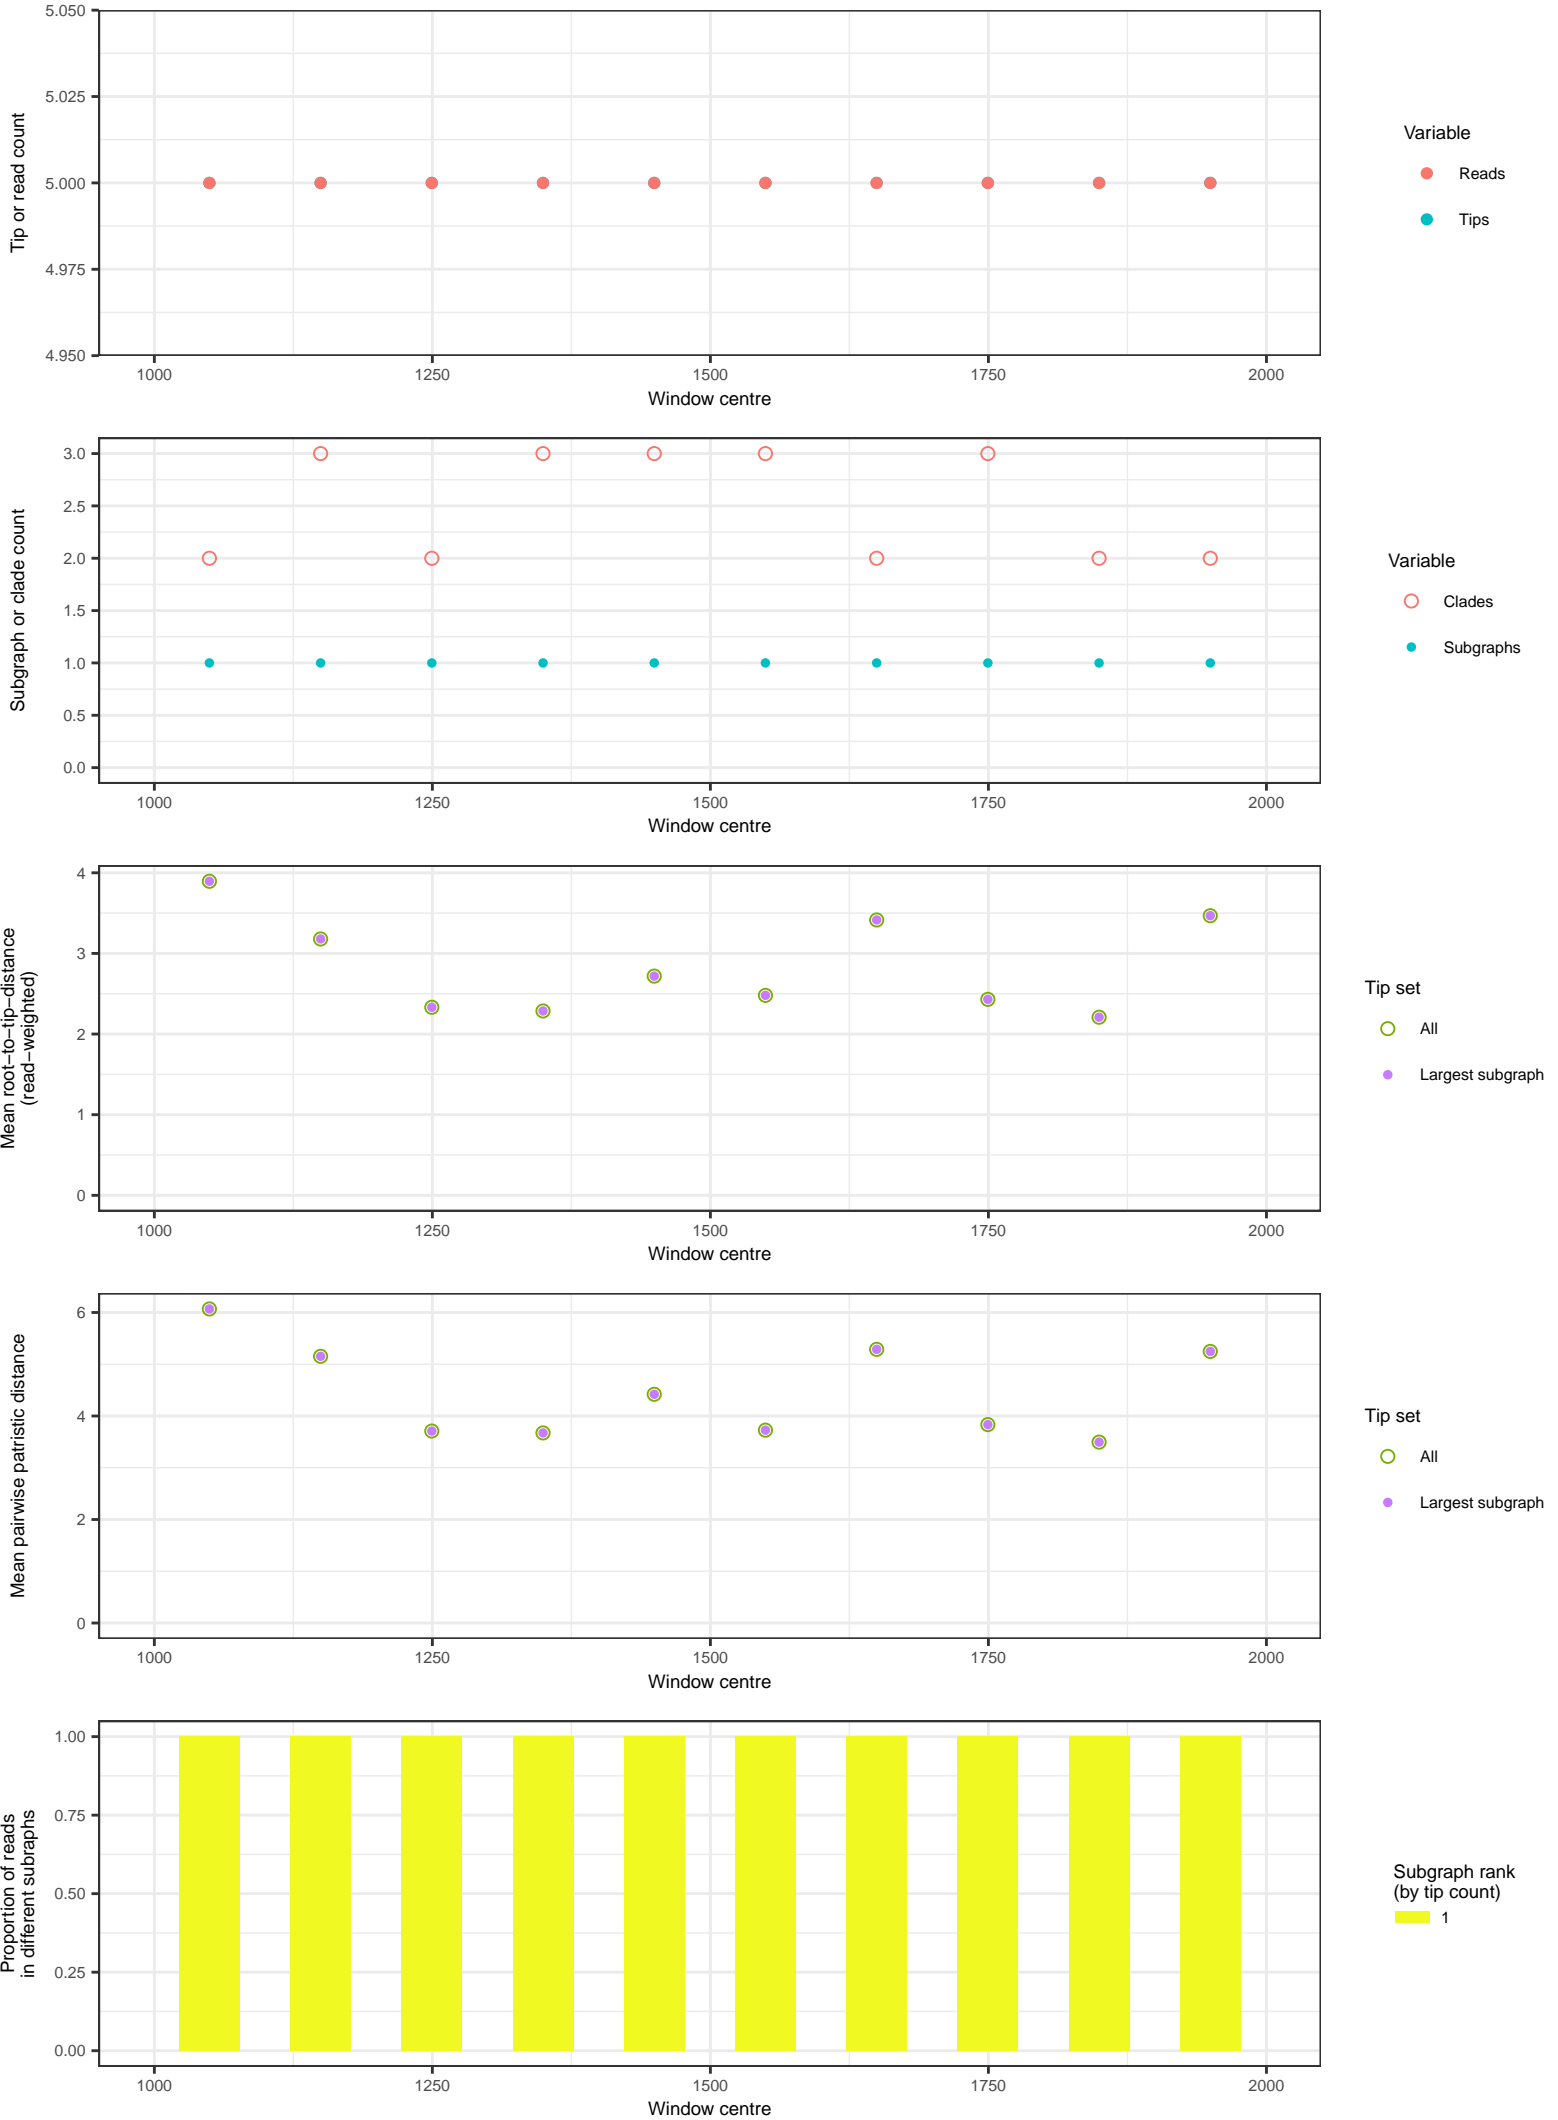 5.050
5.025
5.000
4.975
4.950
Tip or read count
1000 1250 1500 1750 2000
Window centre
Variable
Reads
Tips
3.0
2.5
2.0
1.5
1.0
0.5
0.0
Subgraph or clade count
1000 1250 1500 1750 2000
Window centre
Variable
Clades
Subgraphs
4
3
2
1
0
Mean root−to−tip−distance
(read−weighted)
1000 1250 1500 1750 2000
Window centre
Tip set
All
Largest subgraph
6
4
2
0
Mean pairwise patristic distance
1000 1250 1500 1750 2000
Window centre
Tip set
All
Largest subgraph
1.00
0.75
0.50
0.25
0.00
Proportion of reads
in different subraphs
1000 1250 1500 1750 2000
Window centre
Subgraph rank
(by tip count)
1